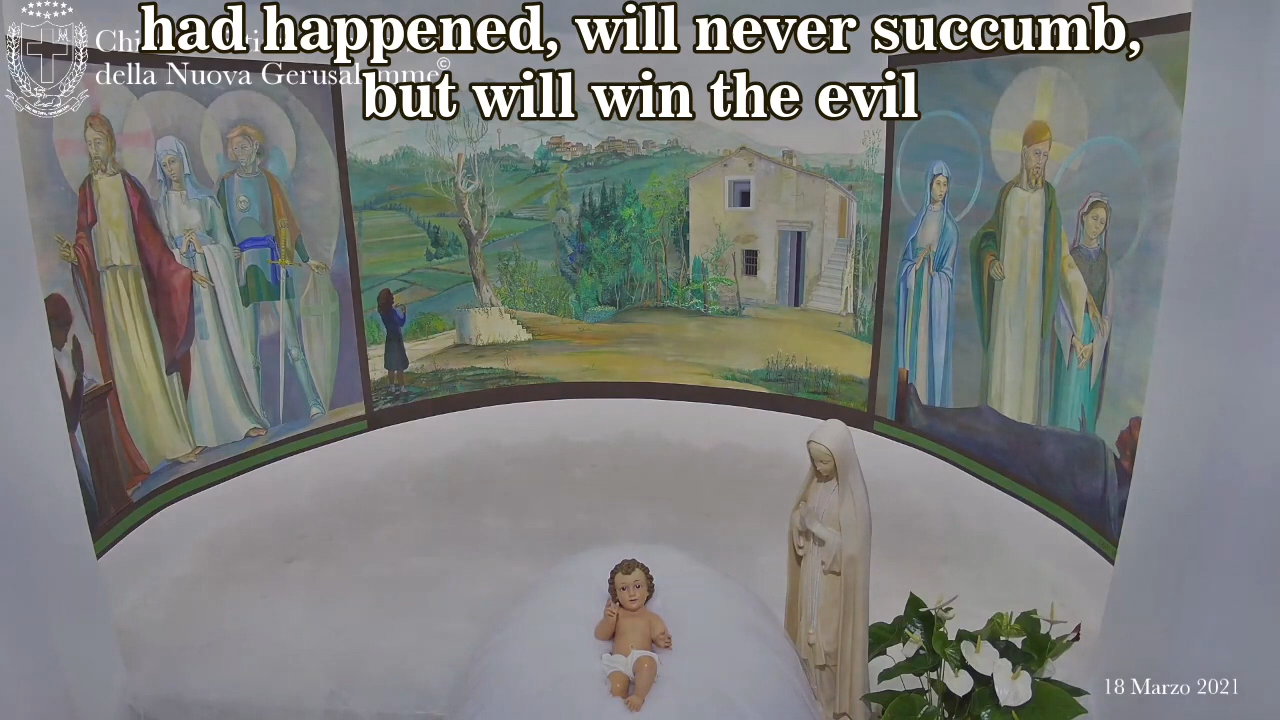 had happened, will never succumb,
but will win the evil
della Nuova Gerusalemme©
18 Marzo 2021